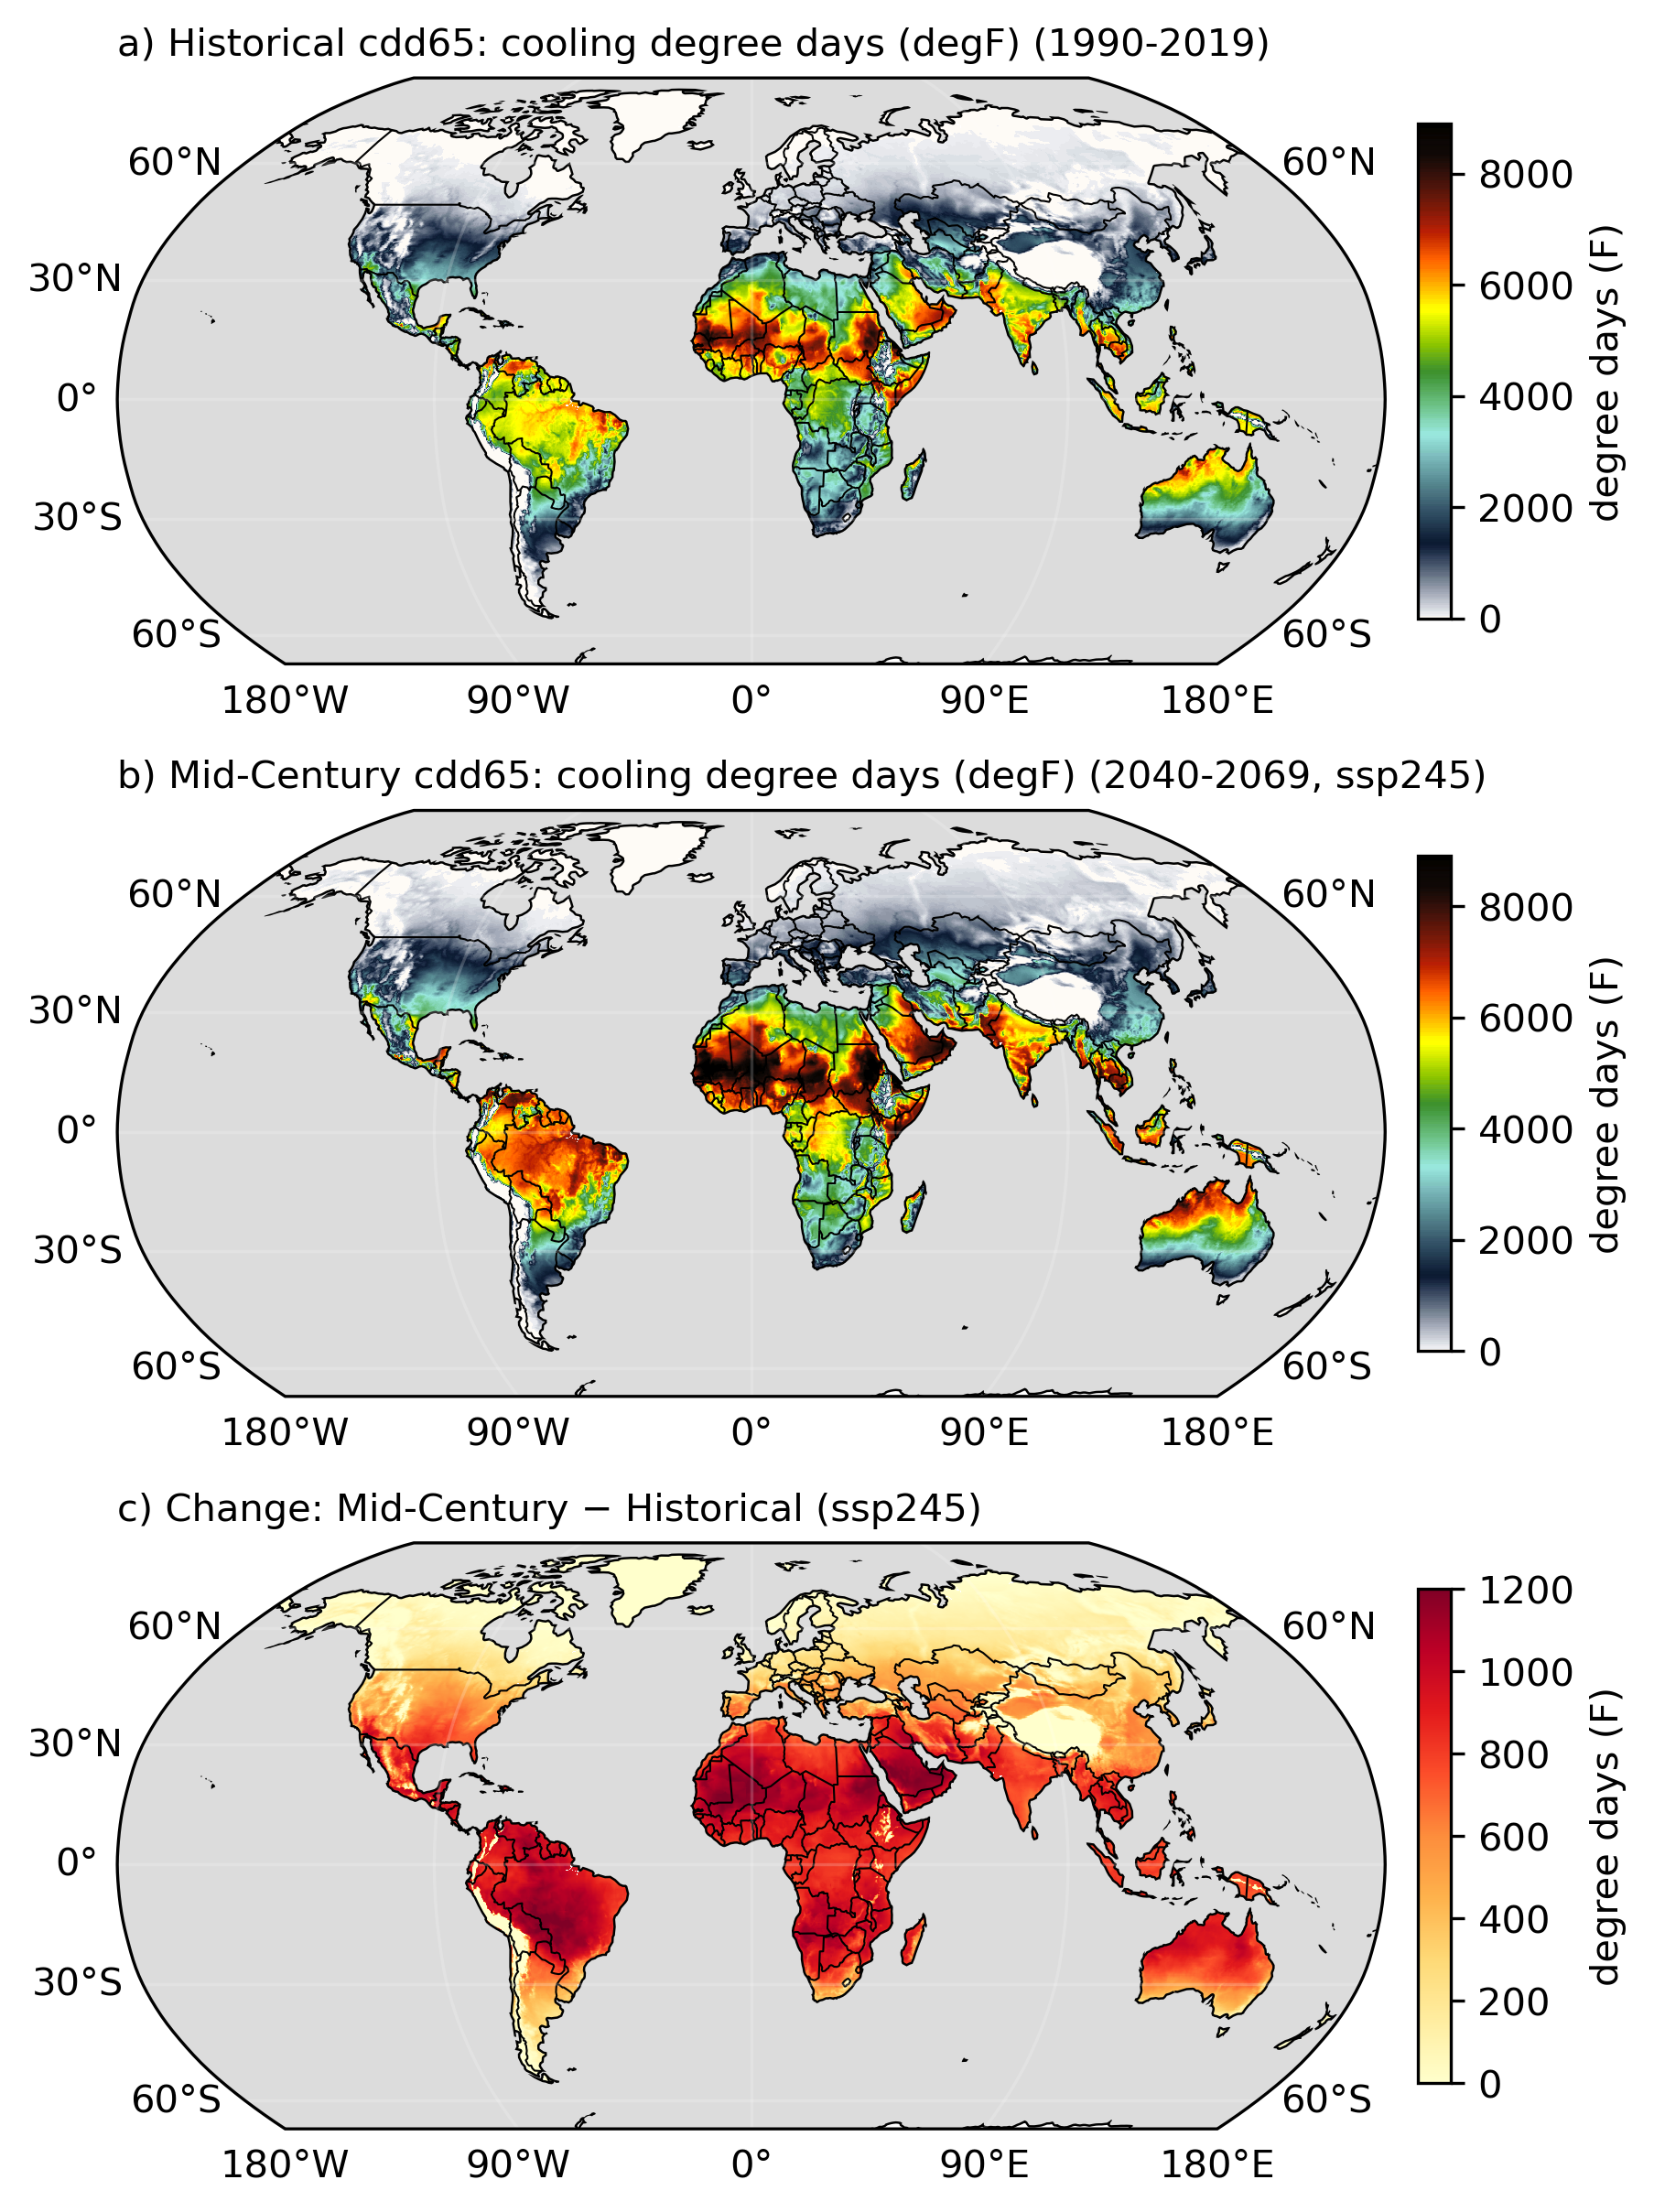 a) Historical cdd65: cooling degree days (degF) (1990-2019)
60°N
60°N
30°N
0°
30°S
60°S
60°S
180°W
90°W
0°
90°E
180°E
8000
6000
4000
2000
0
degree days (F)
b) Mid-Century cdd65: cooling degree days (degF) (2040-2069, ssp245)
60°N
60°N
30°N
0°
30°S
60°S
60°S
180°W
90°W
0°
90°E
180°E
8000
6000
4000
2000
0
degree days (F)
c) Change: Mid-Century − Historical (ssp245)
60°N
60°N
30°N
0°
30°S
60°S
60°S
180°W
90°W
0°
90°E
180°E
1200
1000
800
600
400
200
0
degree days (F)